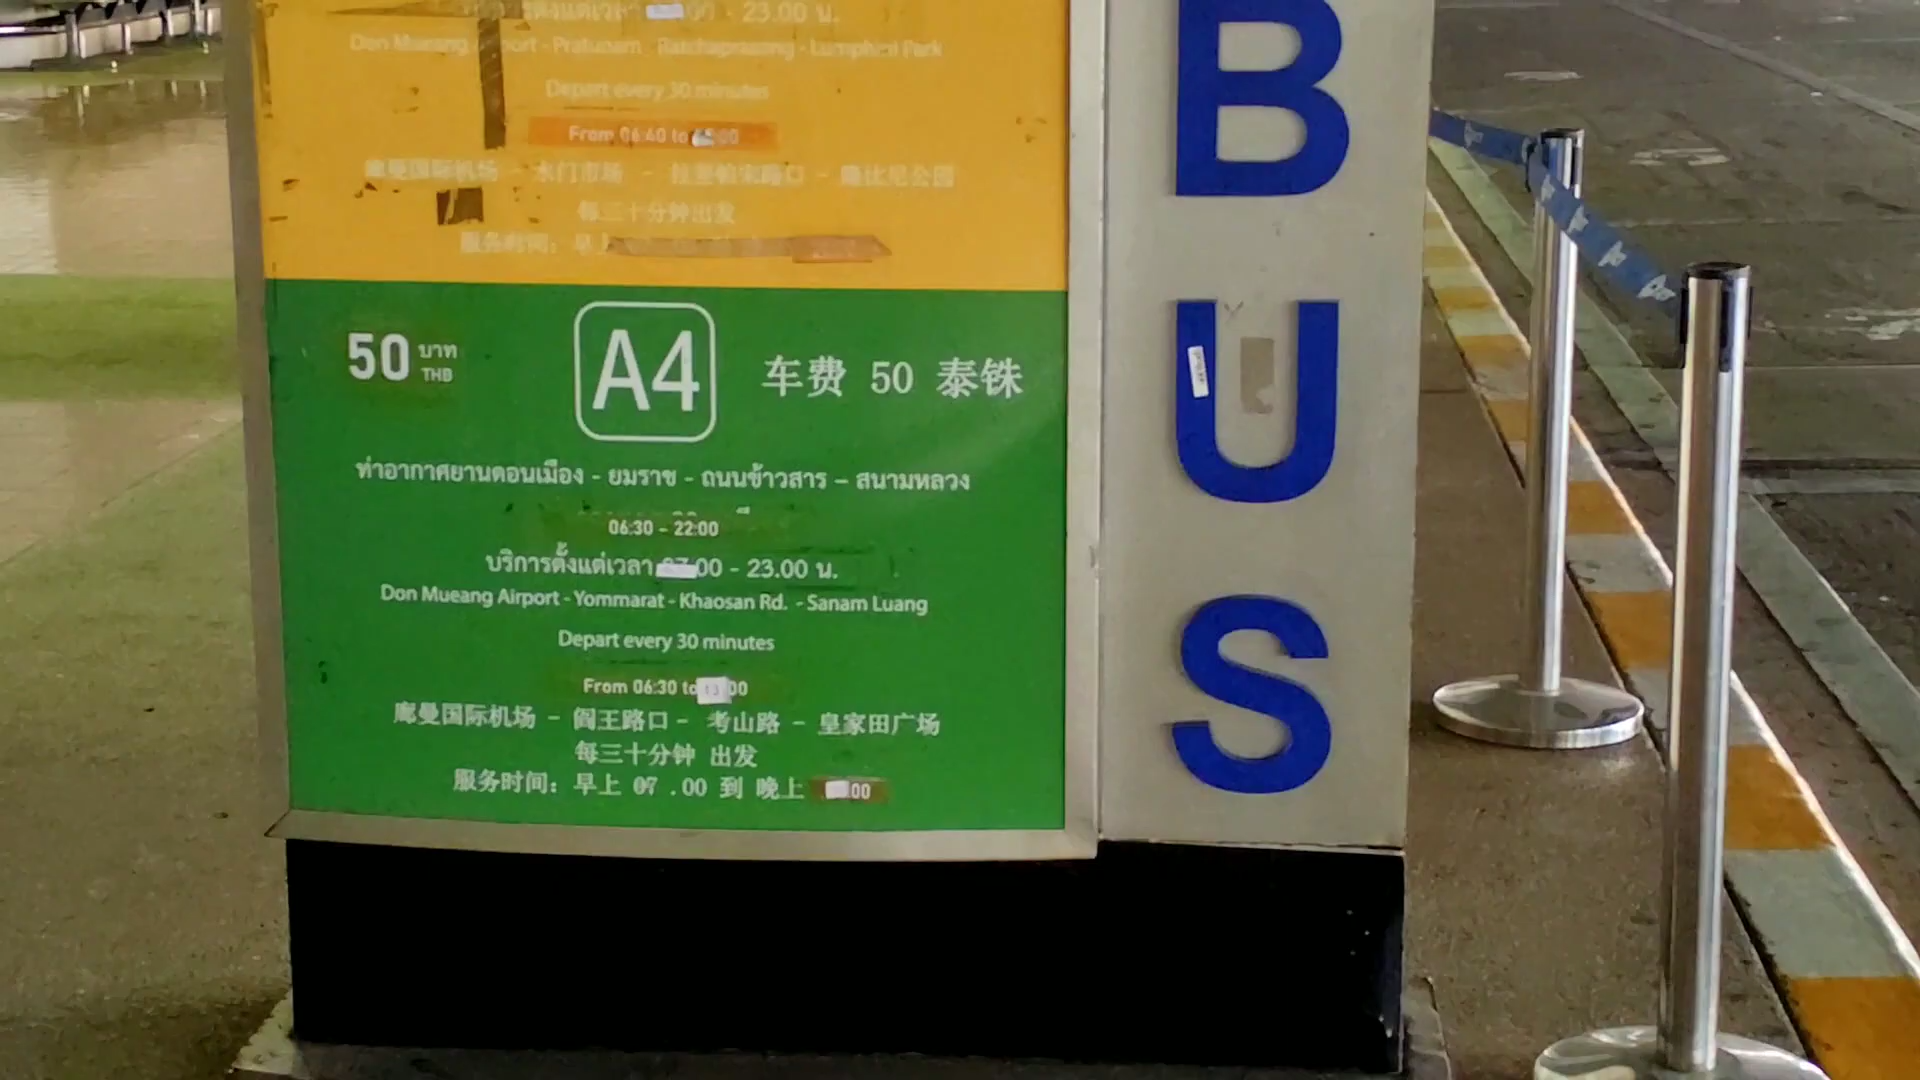 00 - 23.00 น.
Don Mueang Airport - Pratunam - Ratchaprasong - Lumphini Park
Depart every 30 minutes
From 06:40 to :00
廊曼国际机场 - 水门市场 - - 隆比尼公园
每三十分钟出发
服务时间：早上
50 บาท THB
A4
车费 50 泰铢
ท่าอากาศยานดอนเมือง - ยมราช - ถนนข้าวสาร – สนามหลวง
06:30 - 22:00
บริการตั้งแต่เวลา 00 - 23.00 น.
Don Mueang Airport - Yommarat - Khaosan Rd. - Sanam Luang
Depart every 30 minutes
From 06:30 to 00
廊曼国际机场 - 阎王路口 - 考山路 - 皇家田广场
每三十分钟 出发
服务时间：早上 07 .00 到 晚上 :00
BUS